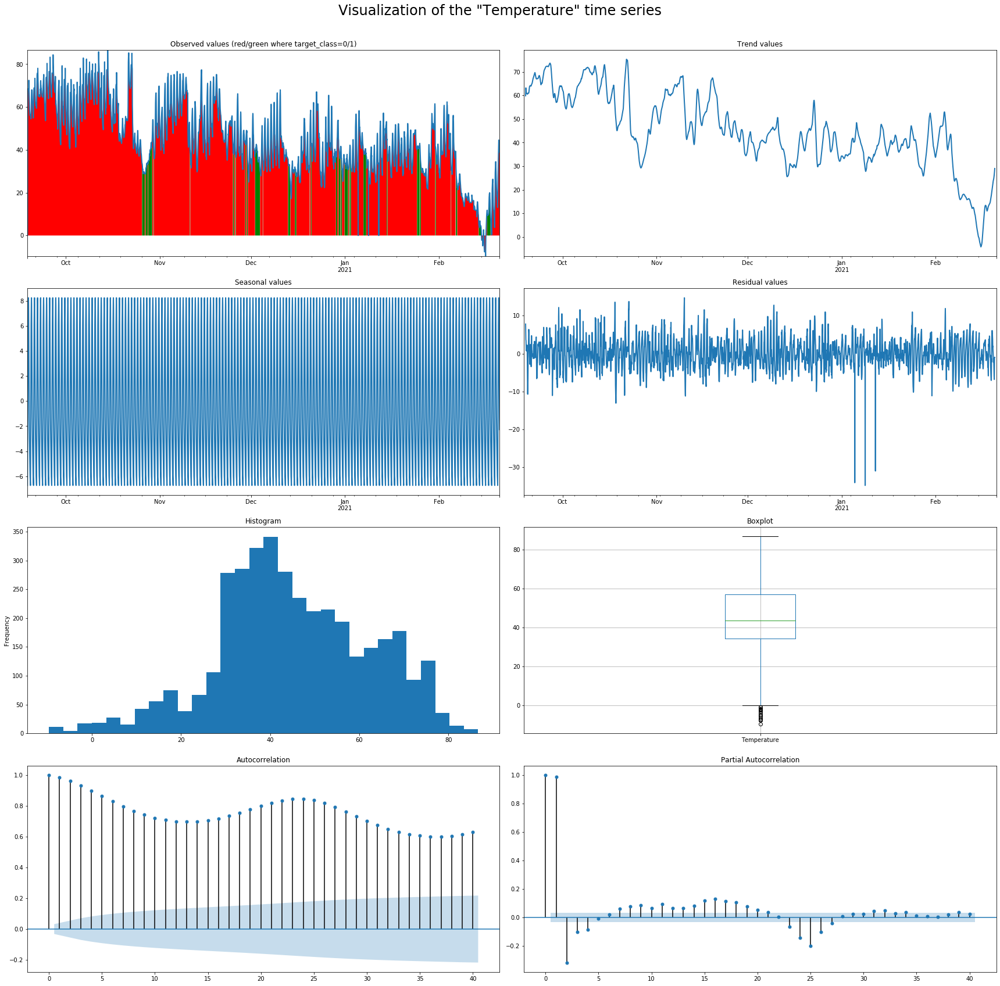 Visualization of the "Temperature" time series
Observed values (red/green where target_class=0/1)
80
60
40
20
0
Oct
Nov
Dec
Jan
2021
Feb
Trend values
70
60
50
40
30
20
10
0
Oct
Nov
Dec
Jan
2021
Feb
Seasonal values
8
6
4
2
0
−2
−4
−6
Oct
Nov
Dec
Jan
2021
Feb
Residual values
10
0
−10
−20
−30
Oct
Nov
Dec
Jan
2021
Feb
Histogram
Frequency
350
300
250
200
150
100
50
0
0
20
40
60
80
Boxplot
80
60
40
20
0
Temperature
Autocorrelation
1.0
0.8
0.6
0.4
0.2
0.0
−0.2
0
5
10
15
20
25
30
35
40
Partial Autocorrelation
1.0
0.8
0.6
0.4
0.2
0.0
−0.2
0
5
10
15
20
25
30
35
40